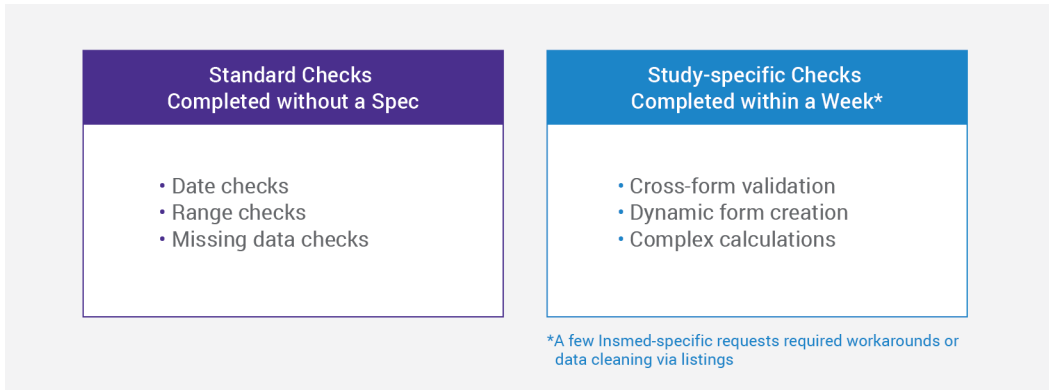 Standard Checks
Completed without a Spec
• Date checks
• Range checks
• Missing data checks
Study-specific Checks
Completed within a Week*
• Cross-form validation
• Dynamic form creation
• Complex calculations
*A few Insmed-specific requests required workarounds or
data cleaning via listings